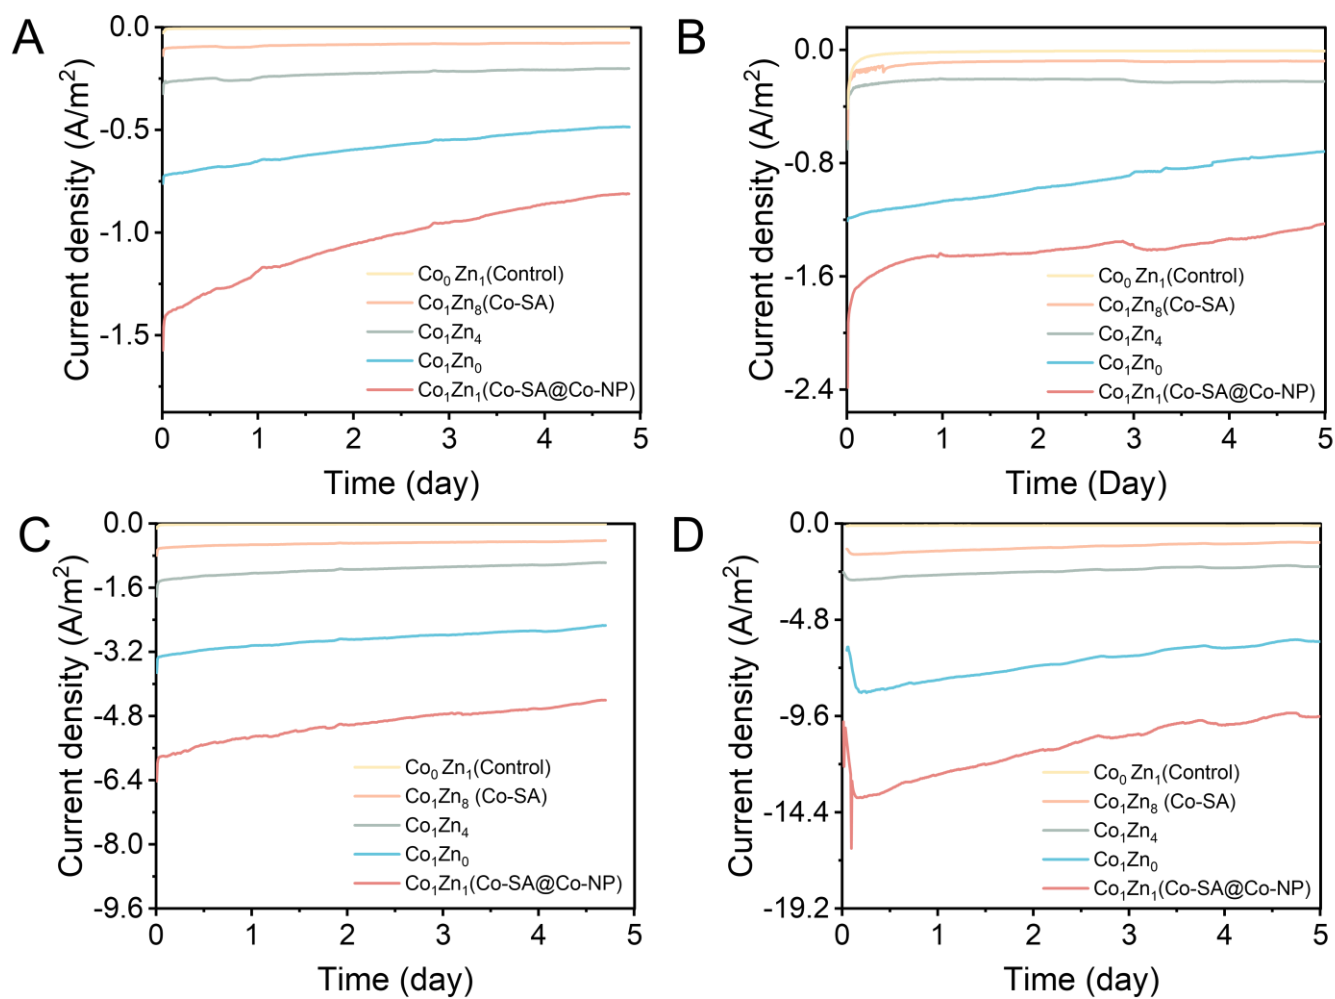 A
Current density (A/m²)
0.0
-0.5
-1.0
-1.5
0
1
2
3
4
5
Time (day)
Co₀ Zn₁(Control)
Co₁Zn₈(Co-SA)
Co₁Zn₄
Co₁Zn₀
Co₁Zn₁(Co-SA@Co-NP)
B
Current density (A/m²)
0.0
-0.8
-1.6
-2.4
0
1
2
3
4
5
Time (Day)
Co₀ Zn₁(Control)
Co₁Zn₈(Co-SA)
Co₁Zn₄
Co₁Zn₀
Co₁Zn₁(Co-SA@Co-NP)
C
Current density (A/m²)
0.0
-1.6
-3.2
-4.8
-6.4
-8.0
-9.6
0
1
2
3
4
5
Time (day)
Co₀ Zn₁(Control)
Co₁Zn₈ (Co-SA)
Co₁Zn₄
Co₁Zn₀
Co₁Zn₁(Co-SA@Co-NP)
D
Current density (A/m²)
0.0
-4.8
-9.6
-14.4
-19.2
0
1
2
3
4
5
Time (day)
Co₀ Zn₁(Control)
Co₁Zn₈ (Co-SA)
Co₁Zn₄
Co₁Zn₀
Co₁Zn₁(Co-SA@Co-NP)